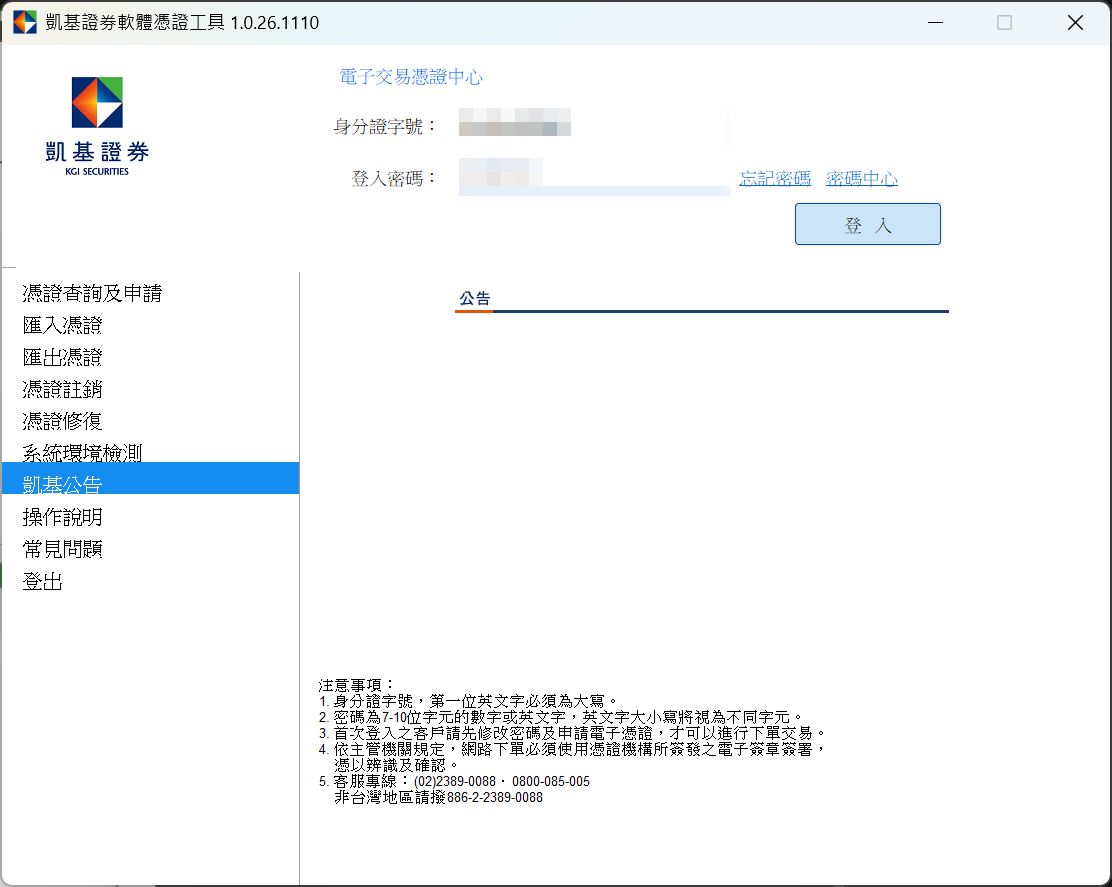 凱基證券軟體憑證工具 1.0.26.1110
凱基證券
KGI SECURITIES
電子交易憑證中心
身分證字號：
登入密碼：
忘記密碼 密碼中心
登 入
憑證查詢及申請
匯入憑證
匯出憑證
憑證註銷
憑證修復
系統環境檢測
凱基公告
操作說明
常見問題
登出
公告
注意事項：
1. 身分證字號，第一位英文字必須為大寫。
2. 密碼為7-10位字元的數字或英文字，英文字大小寫將視為不同字元。
3. 首次登入之客戶請先修改密碼及申請電子憑證，才可以進行下單交易。
4. 依主管機關規定，網路下單必須使用憑證機構所簽發之電子簽章簽署，
憑以辨識及確認。
5. 客服專線：(02)2389-0088．0800-085-005
非台灣地區請撥886-2-2389-0088